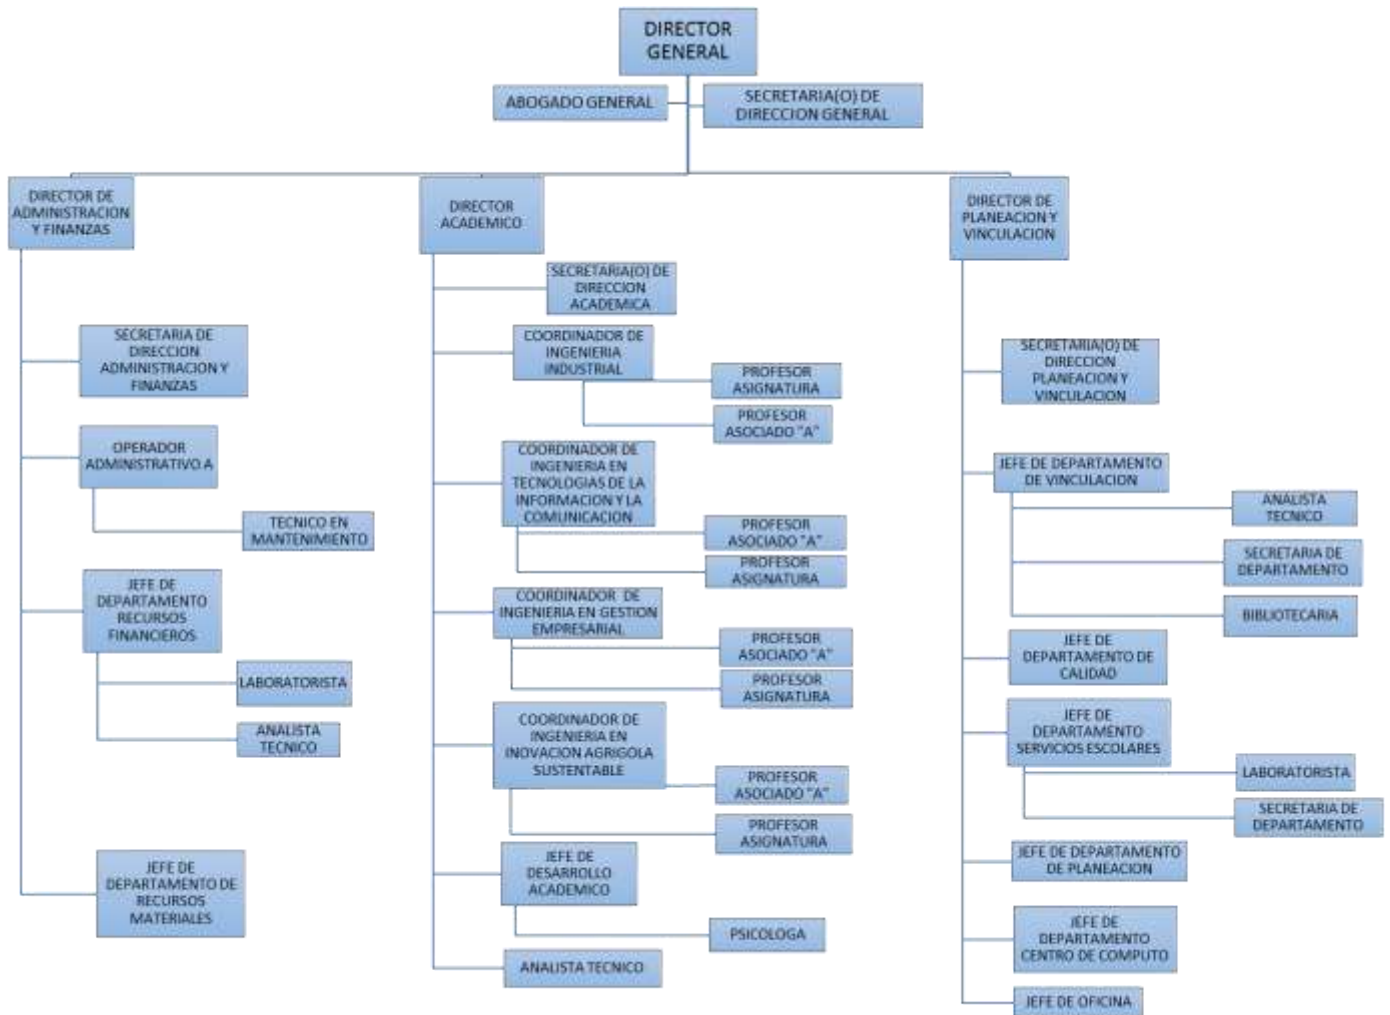 DIRECTOR
GENERAL
ABOGADO GENERAL
SECRETARIA(O) DE
DIRECCION GENERAL
DIRECTOR DE
ADMINISTRACION
Y FINANZAS
SECRETARIA DE
DIRECCION
ADMINISTRACION Y
FINANZAS
OPERADOR
ADMINISTRATIVO A
TECNICO EN
MANTENIMIENTO
JEFE DE
DEPARTAMENTO
RECURSOS
FINANCIEROS
LABORATORISTA
ANALISTA
TECNICO
JEFE DE
DEPARTAMENTO DE
RECURSOS
MATERIALES
DIRECTOR
ACADEMICO
SECRETARIA(O) DE
DIRECCION
ACADEMICA
COORDINADOR DE
INGENIERIA
INDUSTRIAL
PROFESOR
ASIGNATURA
PROFESOR
ASOCIADO "A"
COORDINADOR DE
INGENIERIA EN
TECNOLOGIAS DE LA
INFORMACION Y LA
COMUNICACION
PROFESOR
ASOCIADO "A"
PROFESOR
ASIGNATURA
COORDINADOR DE
INGENIERIA EN GESTION
EMPRESARIAL
PROFESOR
ASOCIADO "A"
PROFESOR
ASIGNATURA
COORDINADOR DE
INGENIERIA EN
INOVACION AGRIGOLA
SUSTENTABLE
PROFESOR
ASOCIADO "A"
PROFESOR
ASIGNATURA
JEFE DE
DESARROLLO
ACADEMICO
PSICOLOGA
ANALISTA TECNICO
DIRECTOR DE
PLANEACION Y
VINCULACION
SECRETARIA(O) DE
DIRECCION
PLANEACION Y
VINCULACION
JEFE DE DEPARTAMENTO
DE VINCULACION
ANALISTA
TECNICO
SECRETARIA DE
DEPARTAMENTO
BIBLIOTECARIA
JEFE DE
DEPARTAMENTO DE
CALIDAD
JEFE DE
DEPARTAMENTO
SERVICIOS ESCOLARES
LABORATORISTA
SECRETARIA DE
DEPARTAMENTO
JEFE DE DEPARTAMENTO
DE PLANEACION
JEFE DE
DEPARTAMENTO
CENTRO DE COMPUTO
JEFE DE OFICINA